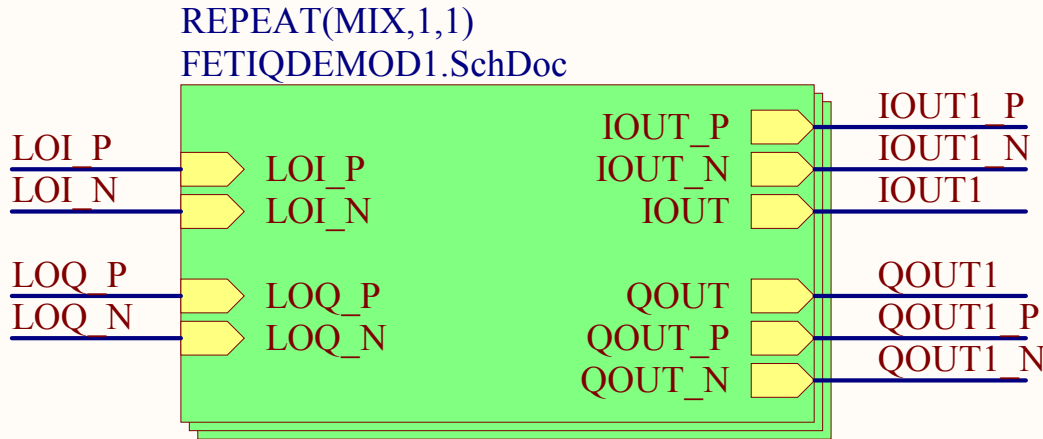 REPEAT(MIX,1,1)
FETIQDEMOD1.SchDoc
IOUT_P IOUT1_P
LOI_P LOI_P IOUT_N IOUT1_N
LOI_N LOI_N IOUT IOUT1
LOQ_P LOQ_P QOUT QOUT1
LOQ_N LOQ_N QOUT_P QOUT1_P
QOUT_N QOUT1_N